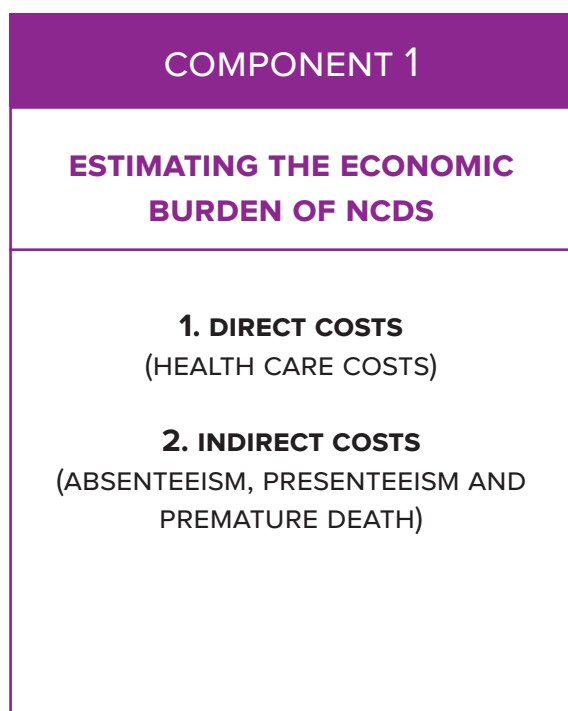 COMPONENT 1
ESTIMATING THE ECONOMIC
BURDEN OF NCDS
1. DIRECT COSTS
(HEALTH CARE COSTS)
2. INDIRECT COSTS
(ABSENTEEISM, PRESENTEEISM AND
PREMATURE DEATH)